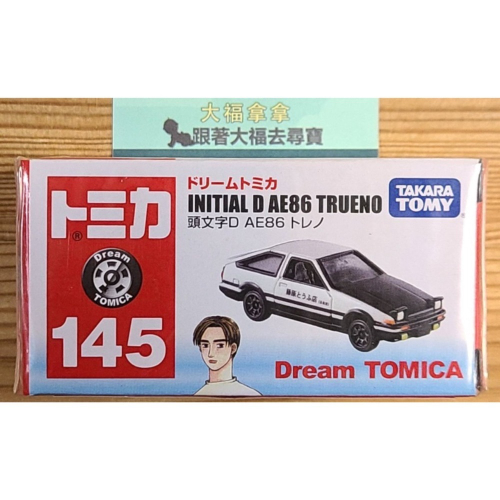 大福拿拿
跟著大福去尋寶
ドリームトミカ
INITIAL D AE86 TRUENO
頭文字D AE86 トレノ
TAKARA
TOMY
トミカ
®
Dream
TOMICA
145
藤原とうふ店
Dream TOMICA